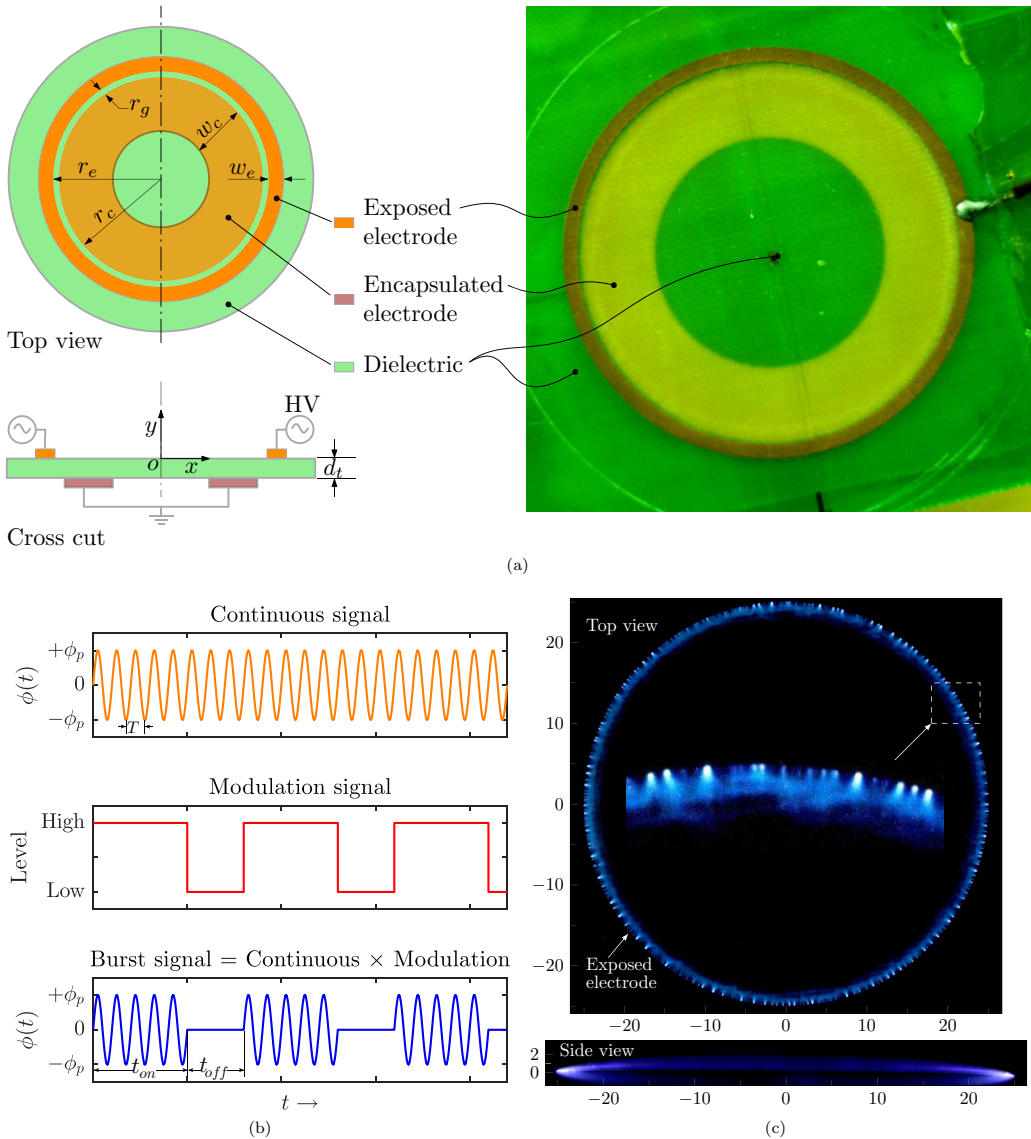 r_g
w_c
r_e
w_e
r_c
Exposed
electrode
Encapsulated
electrode
Dielectric
Top view
HV
y
o
x
d_t
Cross cut
(a)
Continuous signal
+ϕ_p
0
−ϕ_p
ϕ(t)
T
Modulation signal
High
Low
Level
Burst signal = Continuous × Modulation
+ϕ_p
0
−ϕ_p
ϕ(t)
t_on
t_off
t →
(b)
Top view
20
10
0
−10
−20
Exposed
electrode
−20 −10 0 10 20
Side view
2
0
−20 −10 0 10 20
(c)